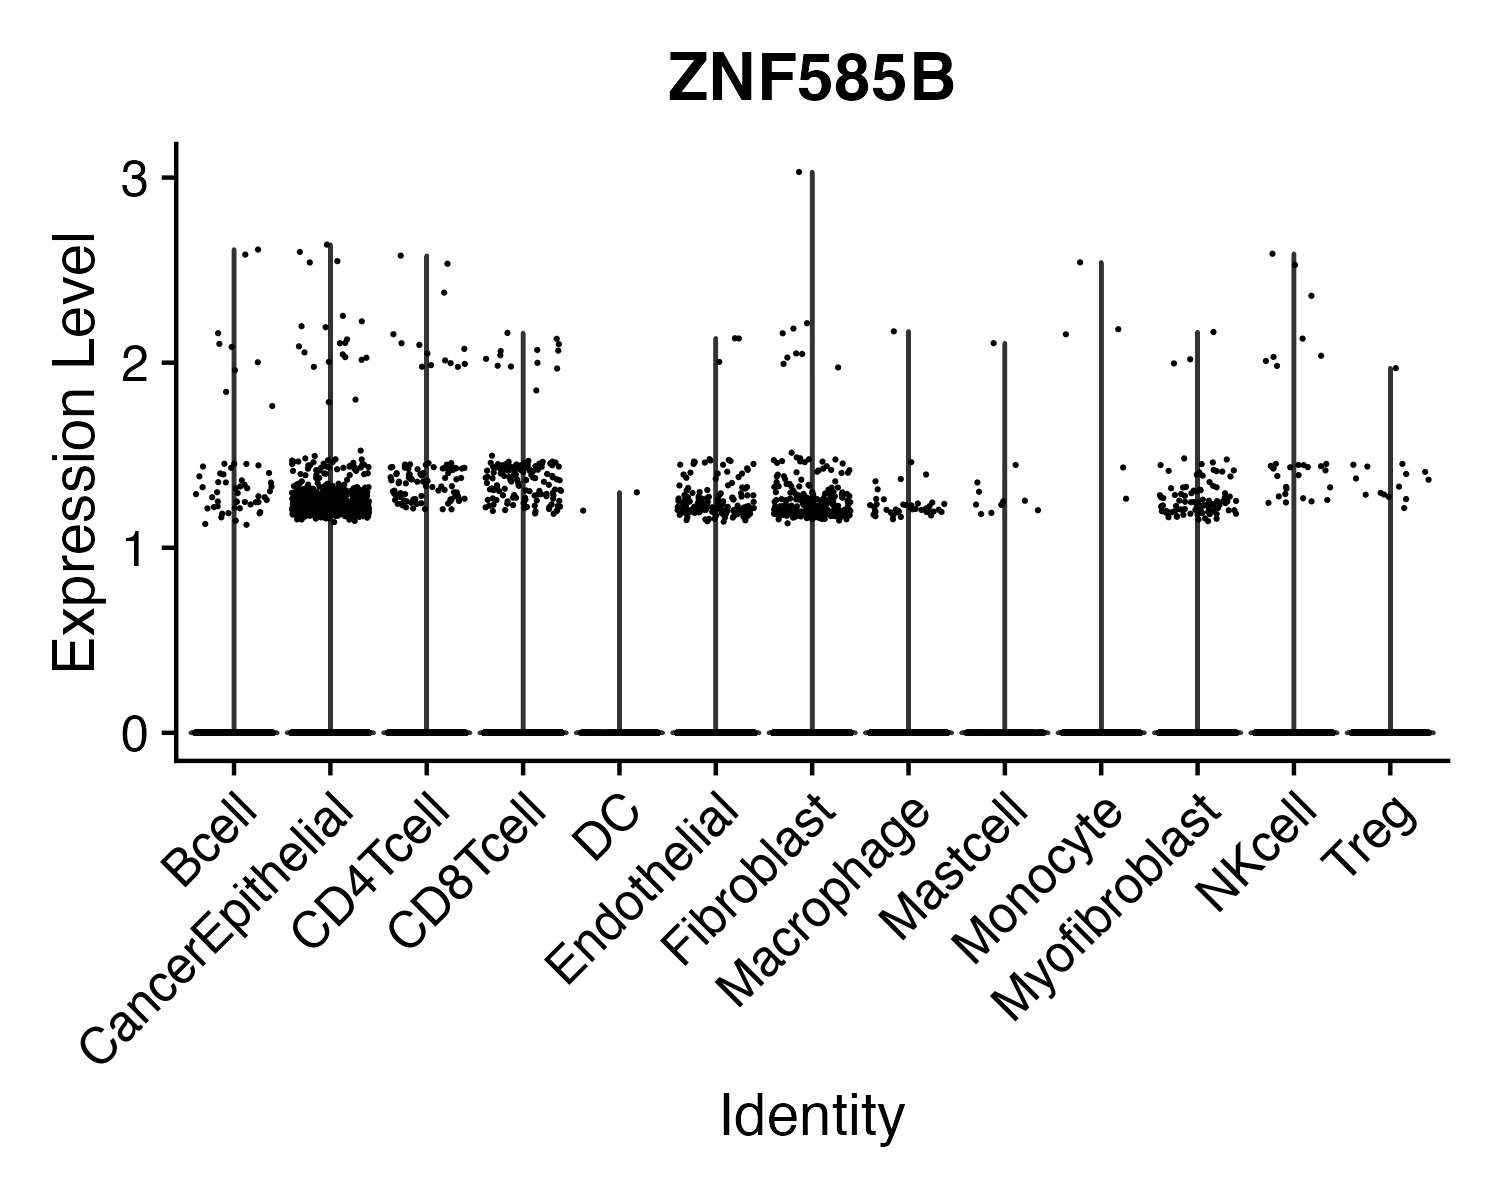 ZNF585B
Expression Level
3
2
1
0
Bcell
CancerEpithelial
CD4Tcell
CD8Tcell
DC
Endothelial
Fibroblast
Macrophage
Mastcell
Monocyte
Myofibroblast
NKcell
Treg
Identity